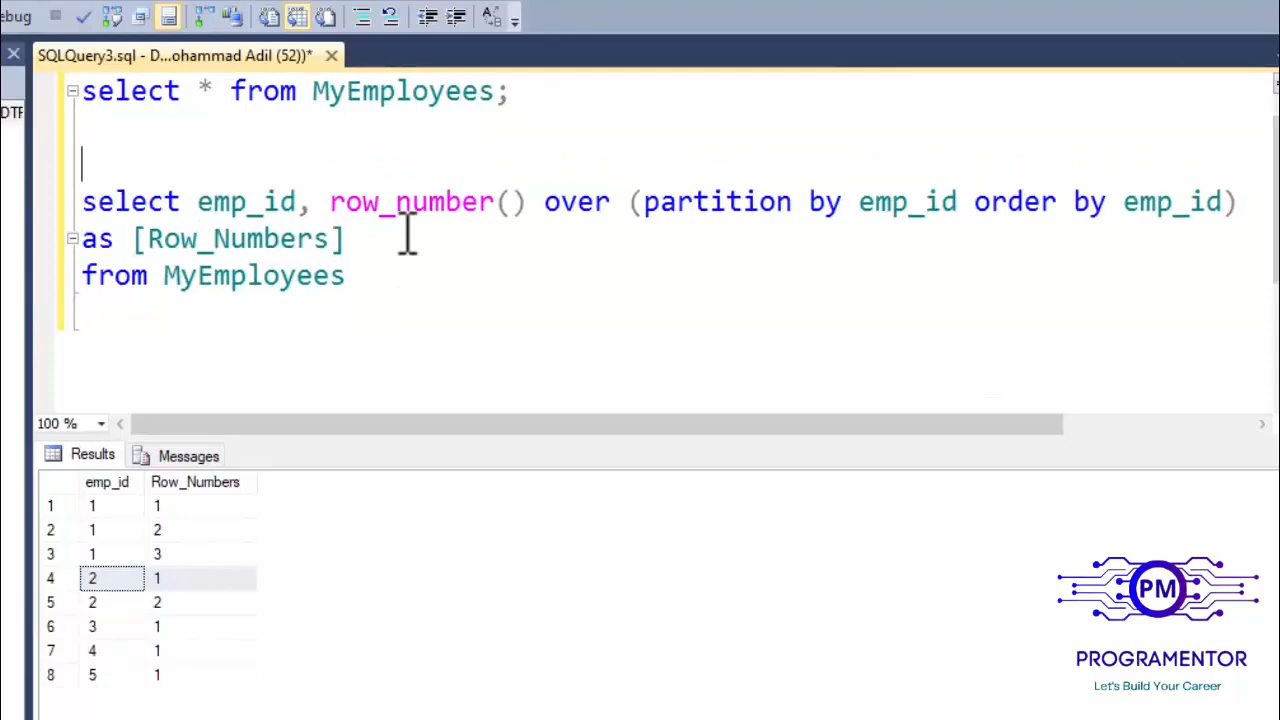 ebug
SQLQuery3.sql - D...ohammad Adil (52))*
select * from MyEmployees;
select emp_id, row_number() over (partition by emp_id order by emp_id)
as [Row_Numbers]
from MyEmployees
100 %
Results Messages
emp_id Row_Numbers
1 1 1
2 1 2
3 1 3
4 2 1
5 2 2
6 3 1
7 4 1
8 5 1
PM
PROGRAMENTOR
Let's Build Your Career